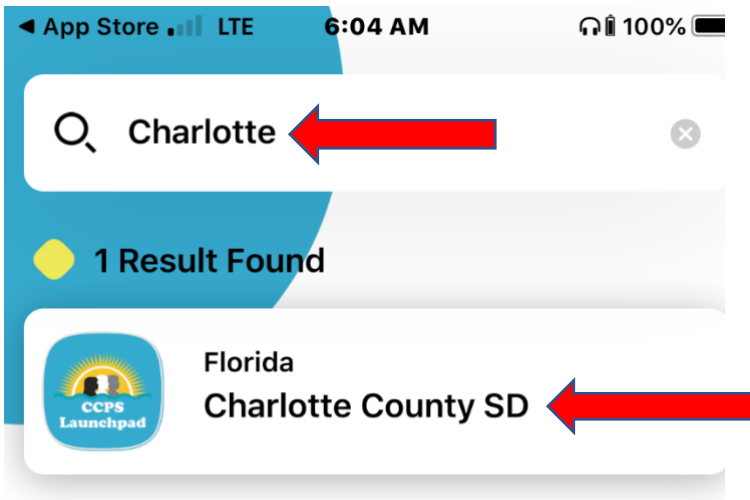 ◀ App Store LTE 6:04 AM 100%
Charlotte
1 Result Found
Florida
Charlotte County SD
CCPS
Launchpad